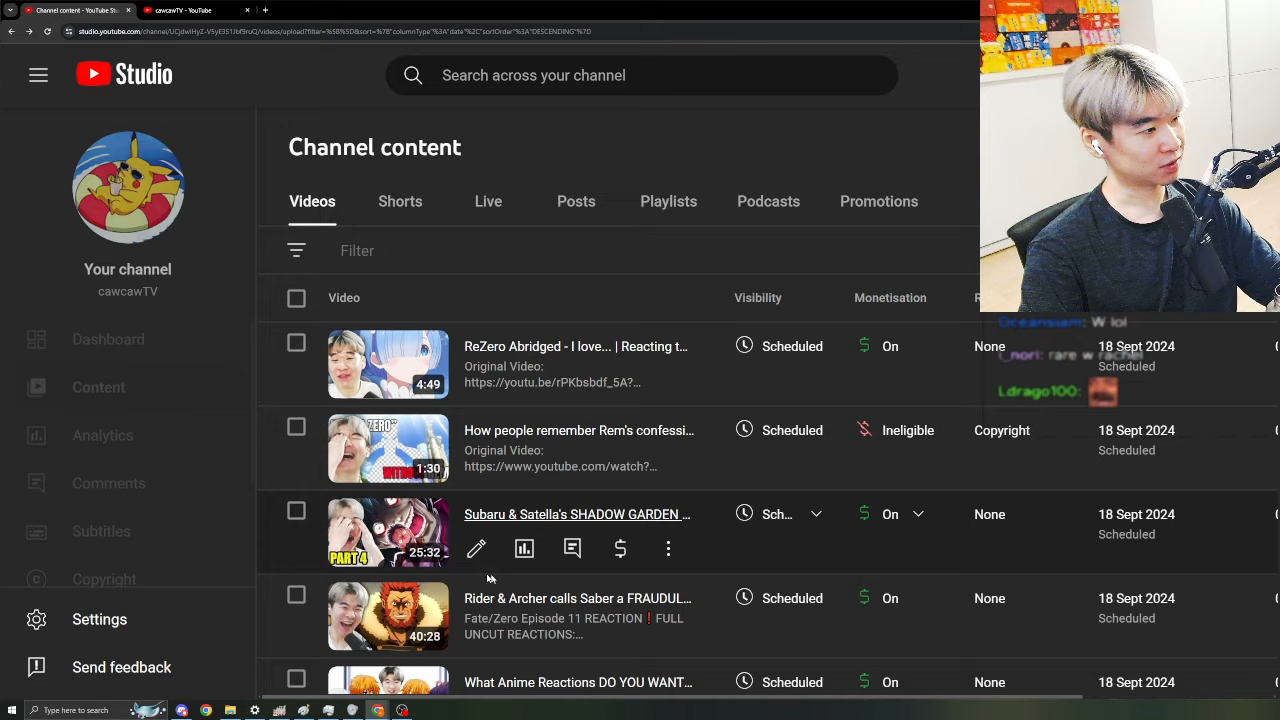 Channel content - YouTube Stu
cawcawTV - YouTube
studio.youtube.com/channel/UCjdwiHyZ-V5yE3S1Jbf9ruQ/videos/upload?filter=%5B%5D&sort=%7B"columnType"%3A"date"%2C"sortOrder"%3A"DESCENDING"%7D
Studio
Search across your channel
Your channel
cawcawTV
Dashboard
Content
Analytics
Comments
Subtitles
Copyright
Settings
Send feedback
Channel content
Videos Shorts Live Posts Playlists Podcasts Promotions
Filter
Video Visibility Monetisation
ReZero Abridged - I love... | Reacting t... Scheduled On None 18 Sept 2024
Original Video: Scheduled
https://youtu.be/rPKbsbdf_5A?...
4:49
How people remember Rem's confessi... Scheduled Ineligible Copyright 18 Sept 2024
Original Video: Scheduled
https://www.youtube.com/watch?...
1:30
Subaru & Satella's SHADOW GARDEN ... Sch... On None 18 Sept 2024
Scheduled
PART 4
25:32
Rider & Archer calls Saber a FRAUDUL... Scheduled On None 18 Sept 2024
Fate/Zero Episode 11 REACTION❗FULL Scheduled
UNCUT REACTIONS:...
40:28
What Anime Reactions DO YOU WANT... Scheduled On None 18 Sept 2024
Oceansiam: W lol
(_nori: rare w rachel
Ldrago100:
Type here to search